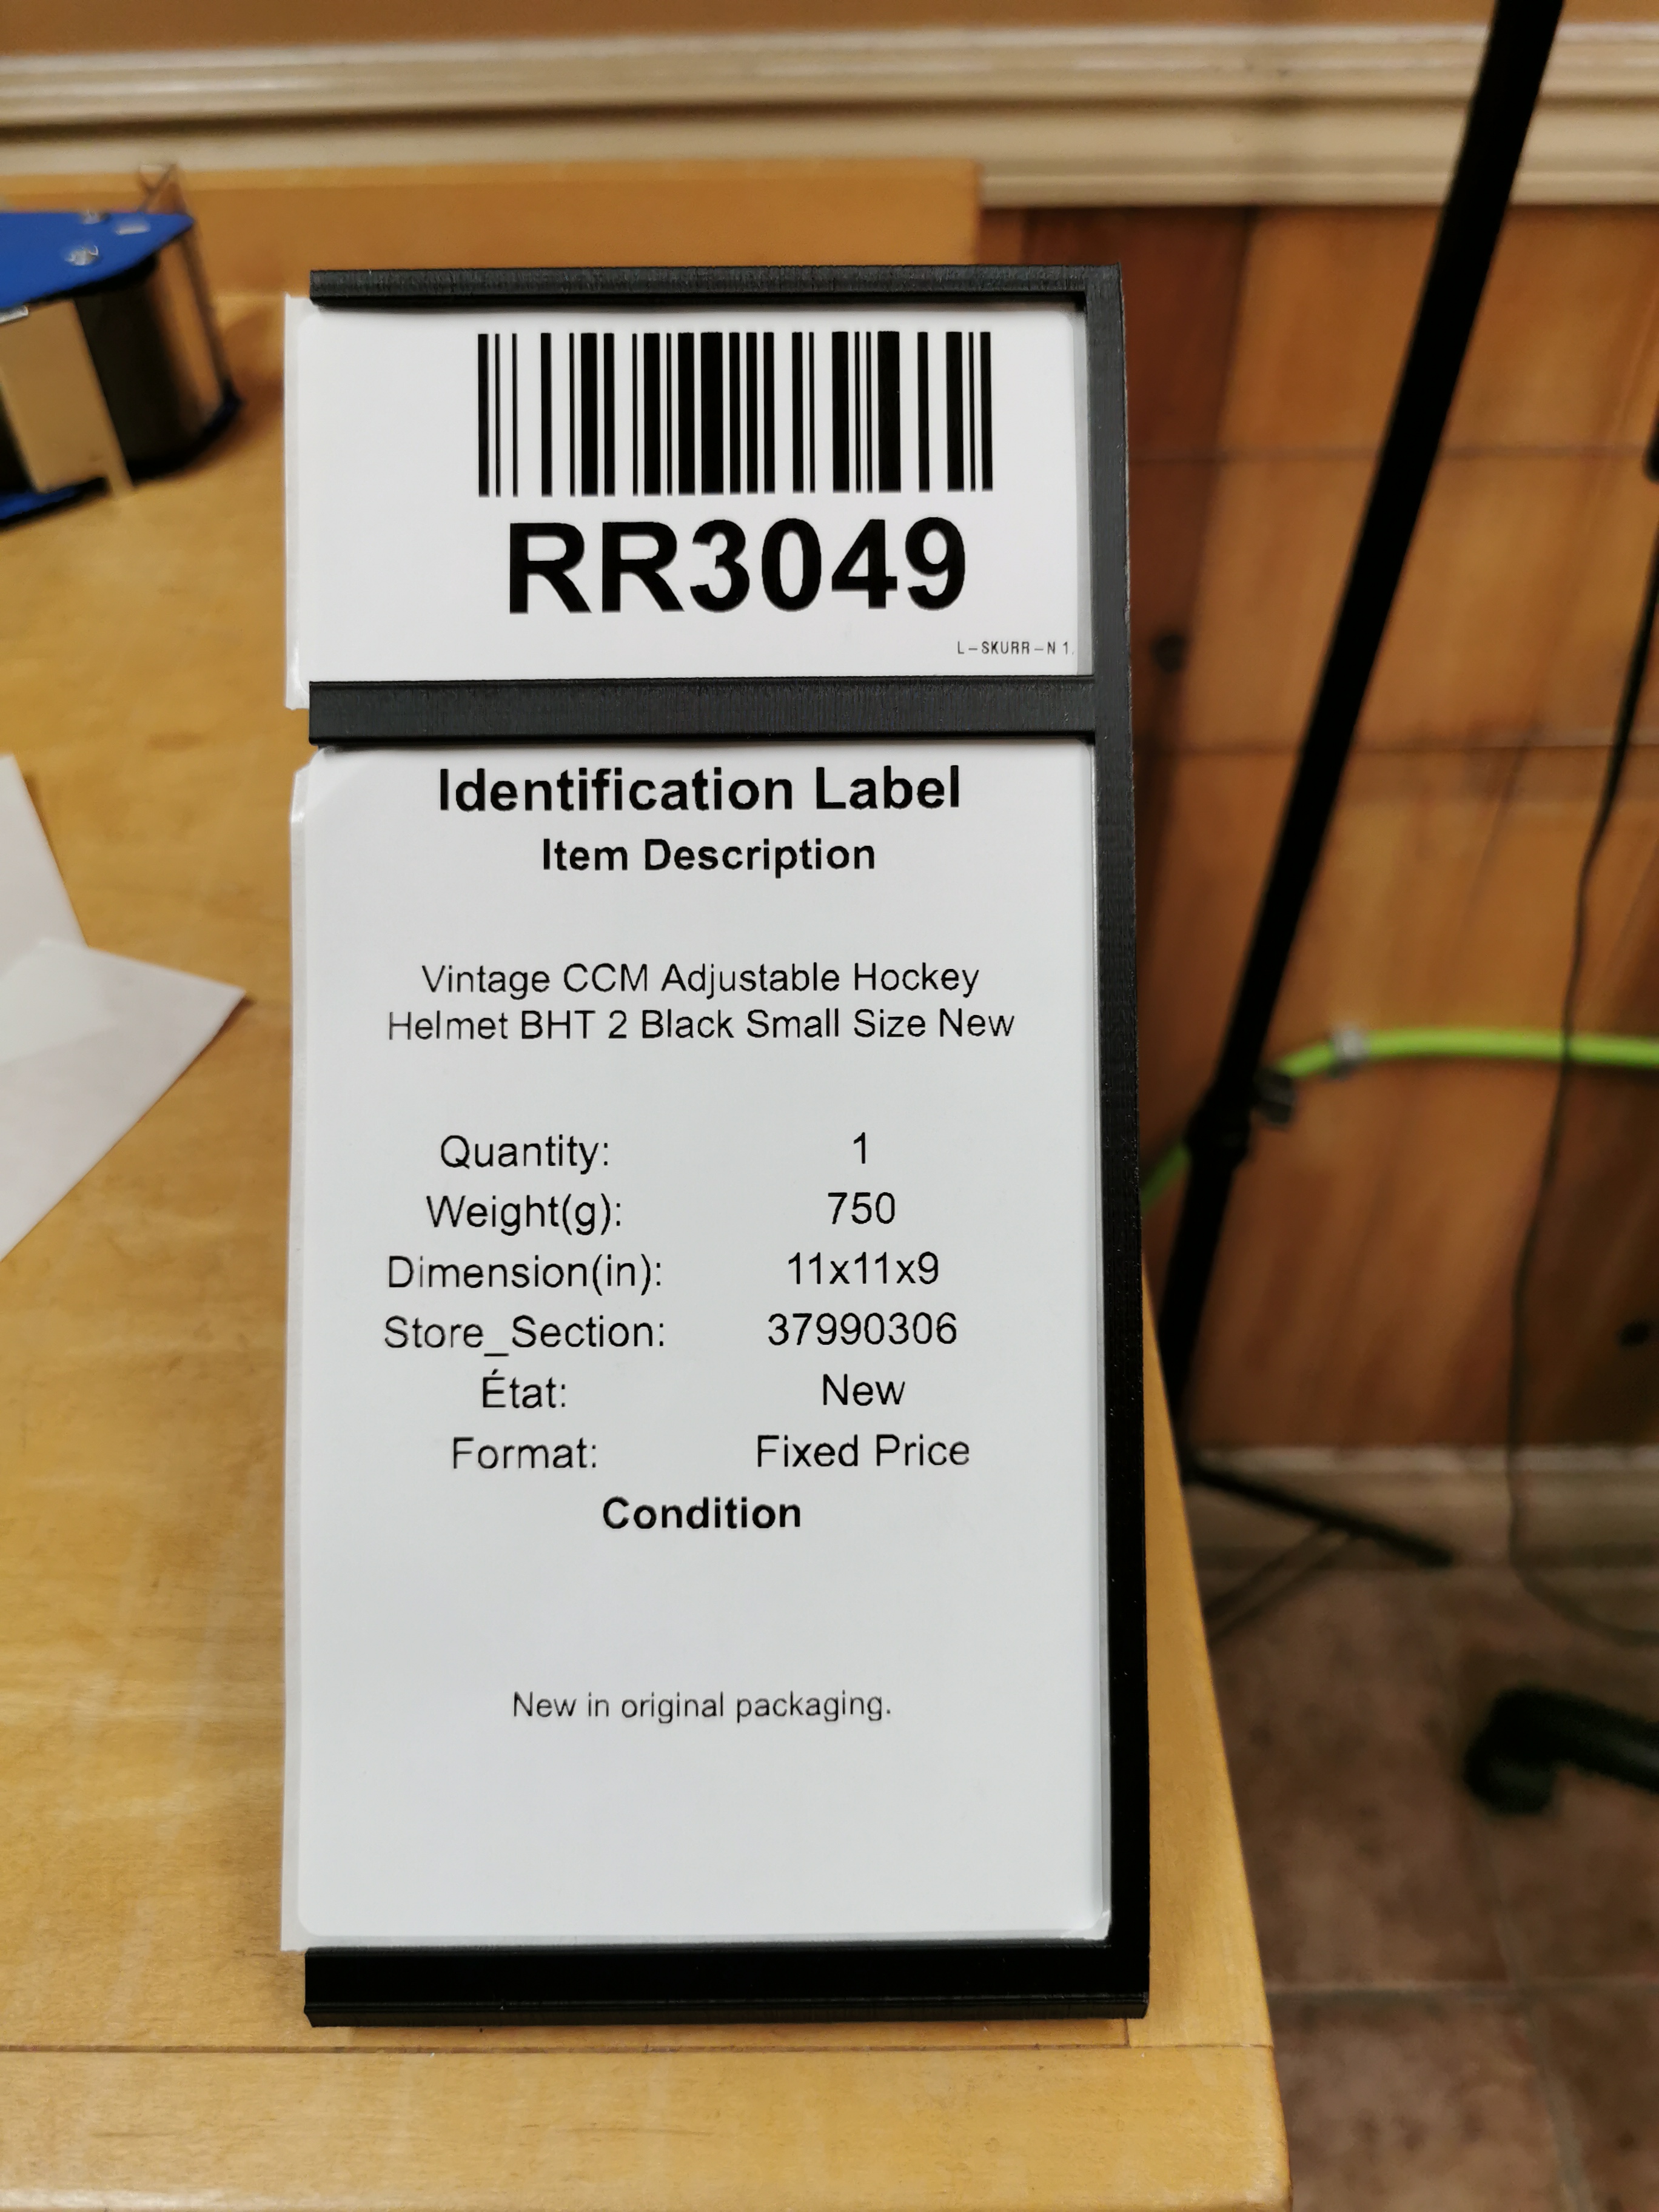 RR3049
L-SKURR-N 1.
Identification Label
Item Description
Vintage CCM Adjustable Hockey
Helmet BHT 2 Black Small Size New
Quantity: 1
Weight(g): 750
Dimension(in): 11x11x9
Store_Section: 37990306
État: New
Format: Fixed Price
Condition
New in original packaging.